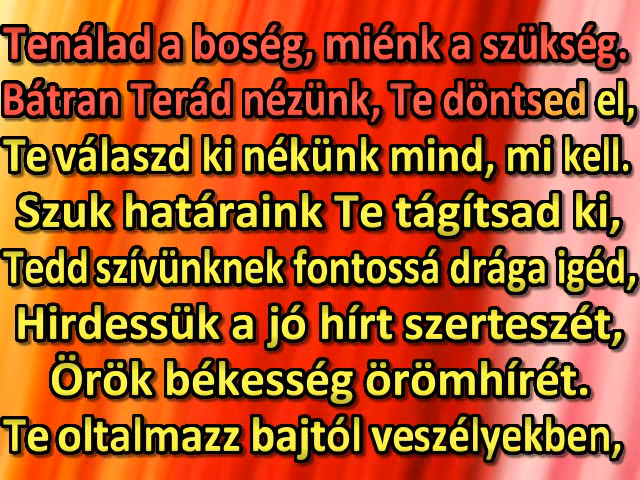 Tenálad a boség, miénk a szükség.
Bátran Terád nézünk, Te döntsed el,
Te válaszd ki nékünk mind, mi kell.
Szuk határaink Te tágítsad ki,
Tedd szívünknek fontossá drága igéd,
Hirdessük a jó hírt szerteszét,
Örök békesség örömhírét.
Te oltalmazz bajtól veszélyekben,